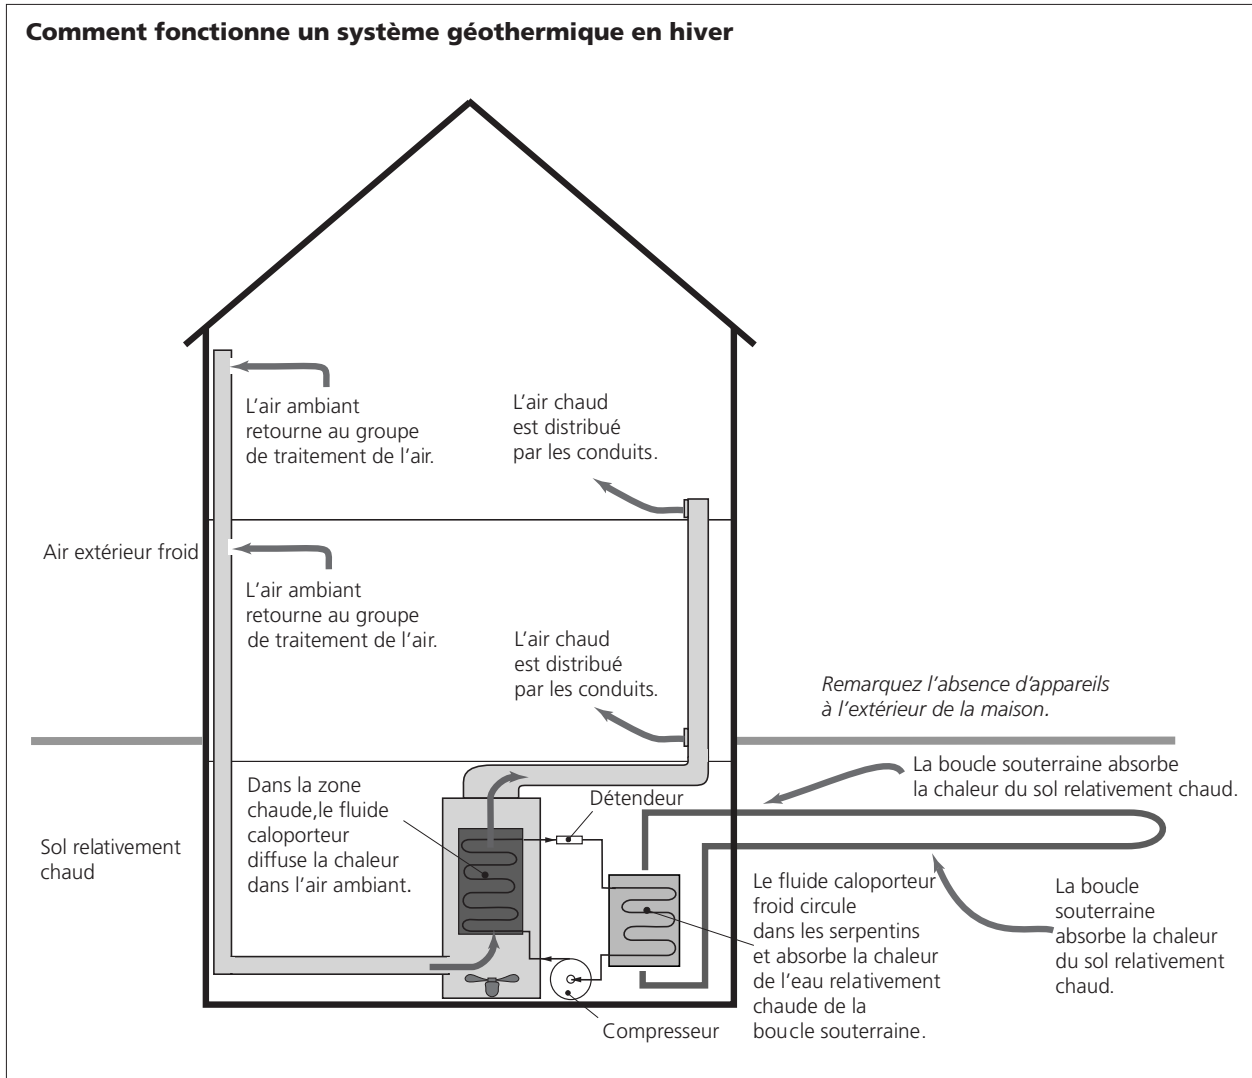 Comment fonctionne un système géothermique en hiver
L'air ambiant
retourne au groupe
de traitement de l'air.
L'air chaud
est distribué
par les conduits.
Air extérieur froid
L'air ambiant
retourne au groupe
de traitement de l'air.
L'air chaud
est distribué
par les conduits.
Remarquez l'absence d'appareils
à l'extérieur de la maison.
La boucle souterraine absorbe
la chaleur du sol relativement chaud.
Dans la zone
chaude,le fluide
caloporteur
diffuse la chaleur
dans l'air ambiant.
Détendeur
Sol relativement
chaud
Le fluide caloporteur
froid circule
dans les serpentins
et absorbe la chaleur
de l'eau relativement
chaude de la
boucle souterraine.
La boucle
souterraine
absorbe la chaleur
du sol relativement
chaud.
Compresseur